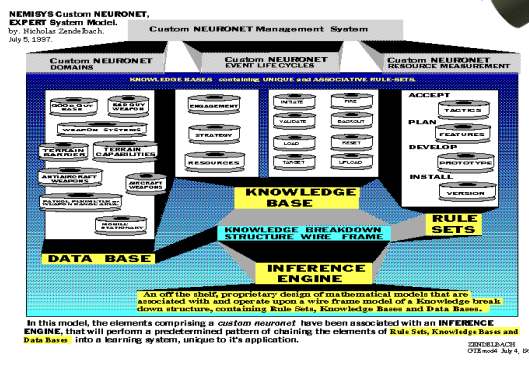 NEMISYS Custom NEURONET,
EXPERT System Model.
by. Nicholas Zendelbach.
July 5, 1997.
Custom NEURONET Management System
Custom NEURONET
DOMAINS
Custom NEURONET
EVENT LIFECYCLES
Custom NEURONET
RESOURCE MEASUREMENT
KNOWLEDGE BASES containing UNIQUE and ASSOCIATIVE RULE-SETS.
GOOD GUY
BASE
BAD GUY
WEAPON
WEAPON SYSTEMS
TERRAIN
BARRIER
TERRAIN
CAPABILITIES
ANTIAIRCRAFT
WEAPONS
AIRCRAFT
WEAPONS
MOBILE
STATIONARY
ENGAGEMENT
STRATEGY
RESOURCES
INITIATE
FIRE
VALIDATE
BACKOUT
LOAD
RESET
TARGET
UPLOAD
ACCEPT
TACTICS
PLAN
FEATURES
DEVELOP
PROTOTYPE
INSTALL
VERSION
KNOWLEDGE
BASE
RULE
SETS
KNOWLEDGE BREAKDOWN
STRUCTURE WIRE FRAME
DATA BASE
INFERENCE
ENGINE
An off the shelf, proprietary design of mathematical models that are
associated with and operate upon a wire frame model of a Knowledge break
down structure, containing Rule Sets, Knowledge Bases and Data Bases.
In this model, the elements comprising a custom neuronet have been associated with an INFERENCE
ENGINE, that will perform a predetermined pattern of chaining the elements of Rule Sets, Knowledge Bases and
Data Bases into a learning system, unique to it's application.
ZENDELBACH
July 4,